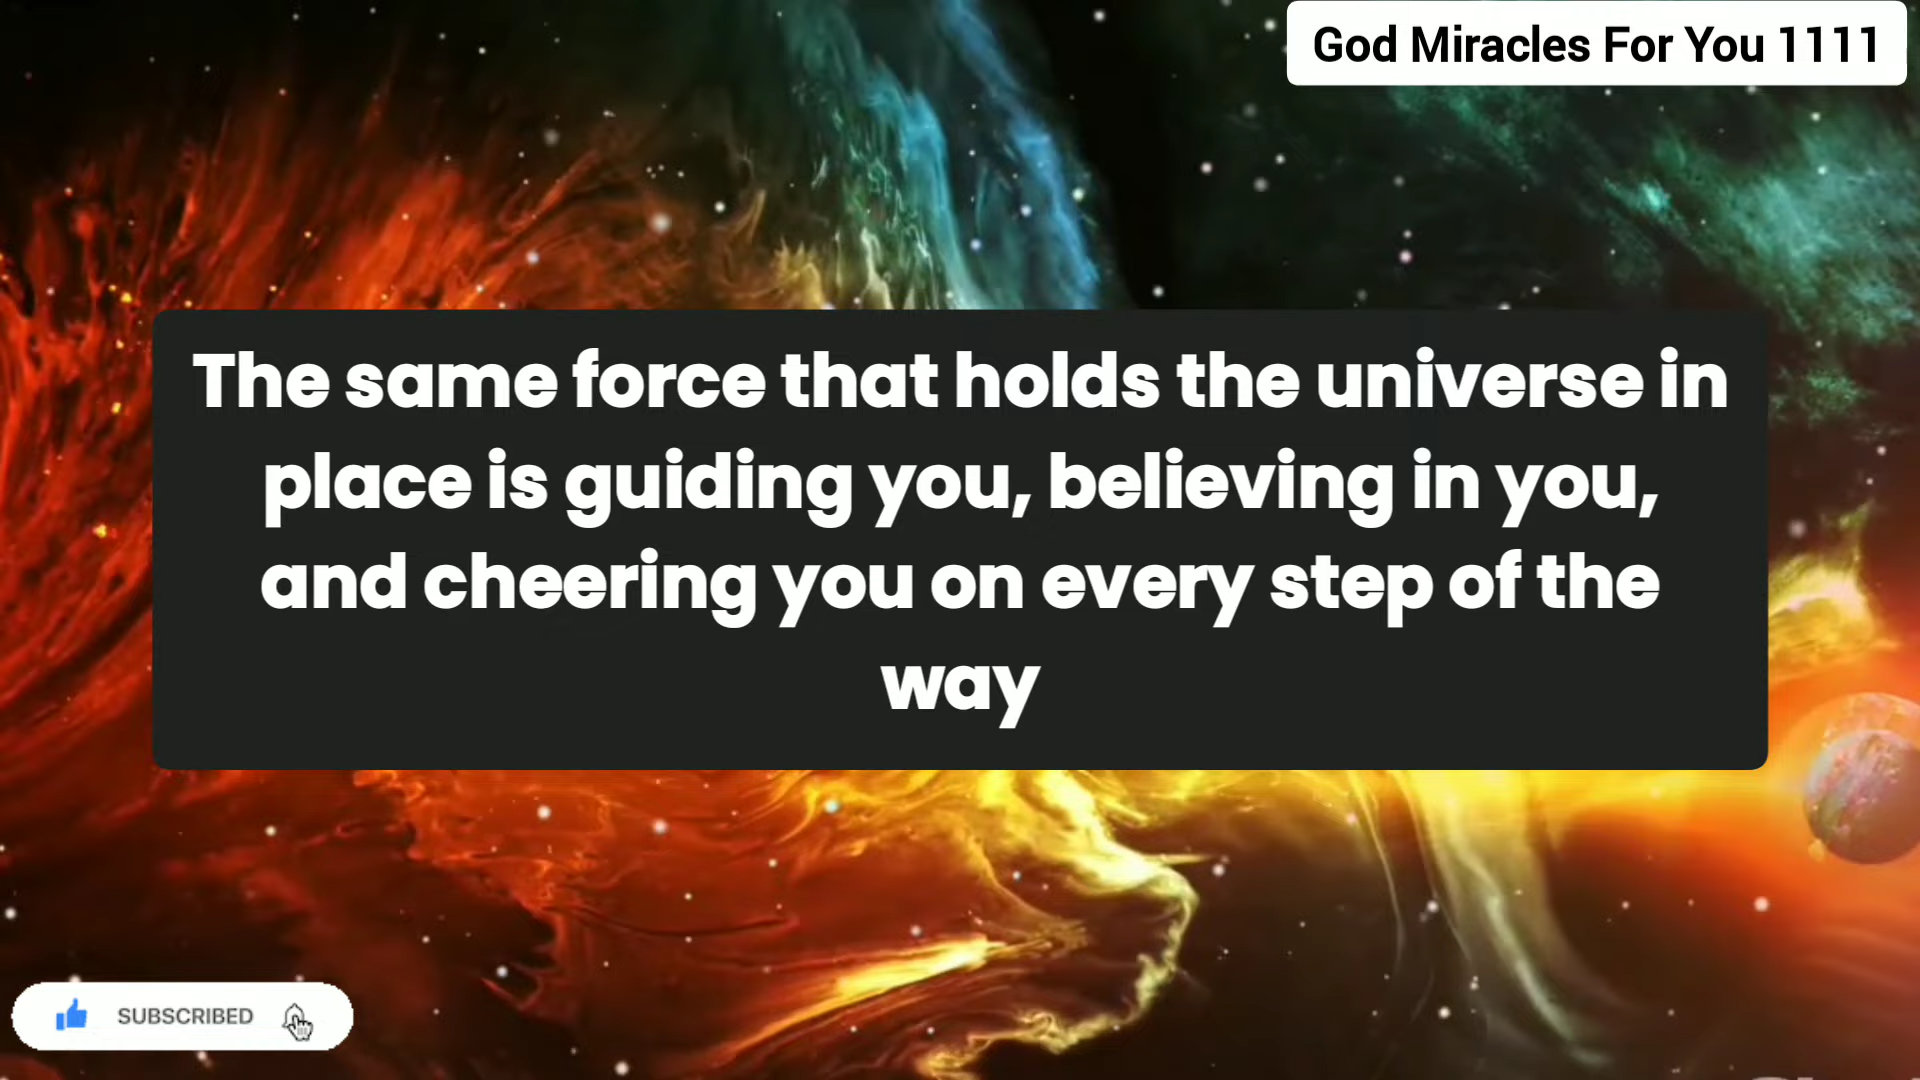 God Miracles For You 1111
The same force that holds the universe in
place is guiding you, believing in you,
and cheering you on every step of the
way
SUBSCRIBED